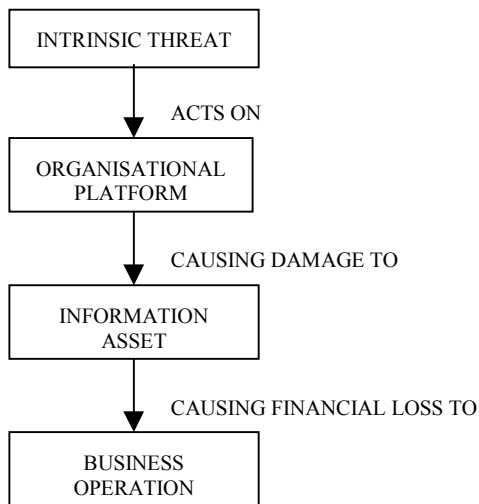 INTRINSIC THREAT
ACTS ON
ORGANISATIONAL
PLATFORM
CAUSING DAMAGE TO
INFORMATION
ASSET
CAUSING FINANCIAL LOSS TO
BUSINESS
OPERATION